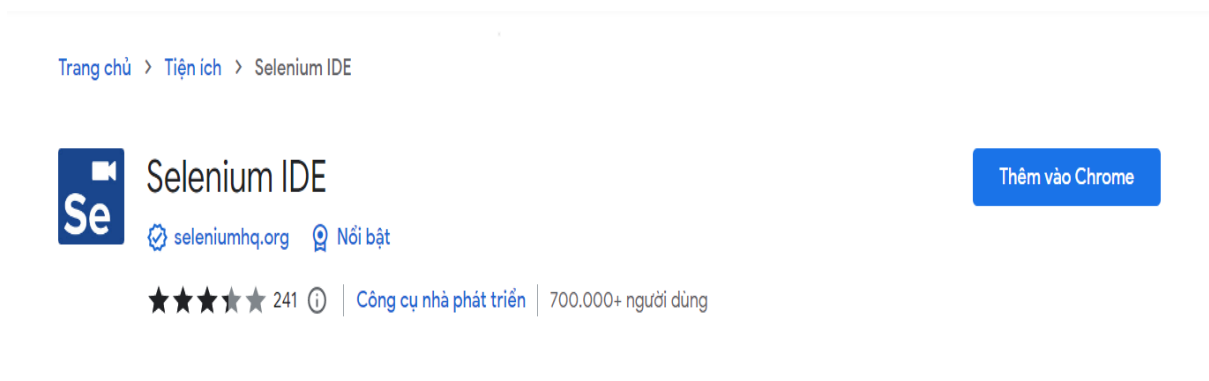 Trang chủ > Tiện ích > Selenium IDE
Se
Selenium IDE
Thêm vào Chrome
seleniumhq.org Nổi bật
241 Công cụ nhà phát triển 700.000+ người dùng